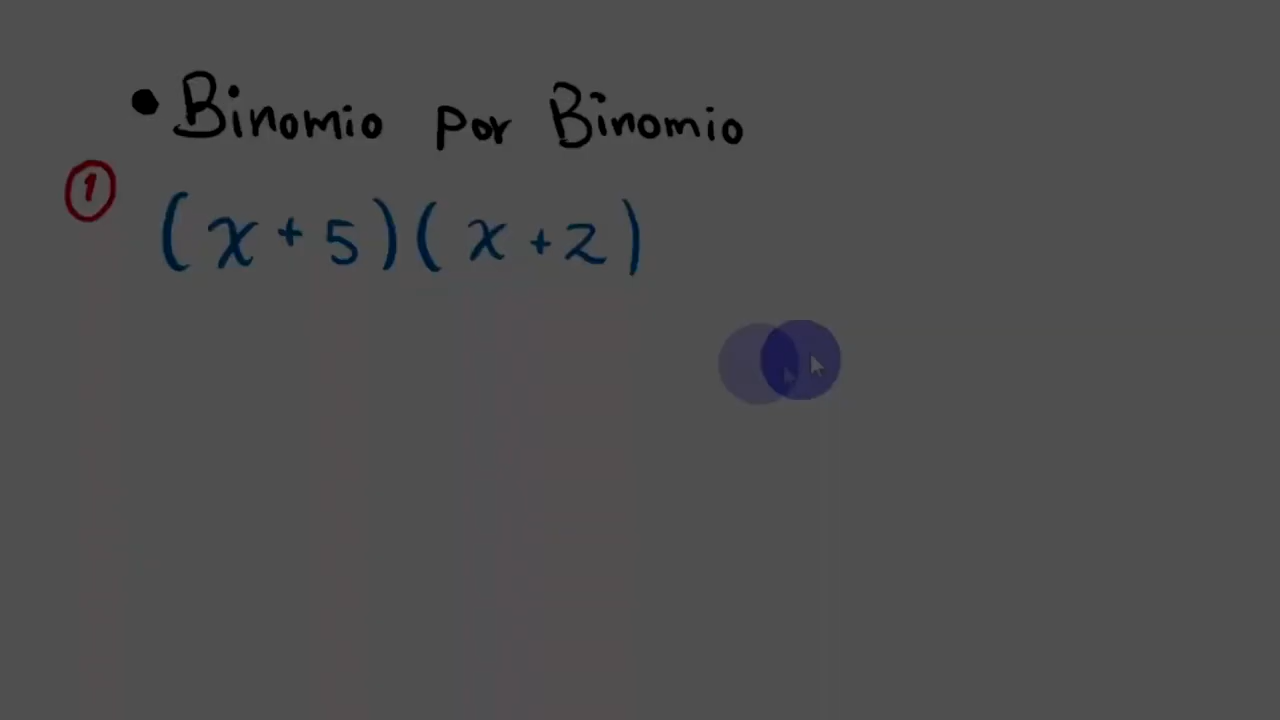 • Binomio por Binomio
1
(x + 5)(x + 2)